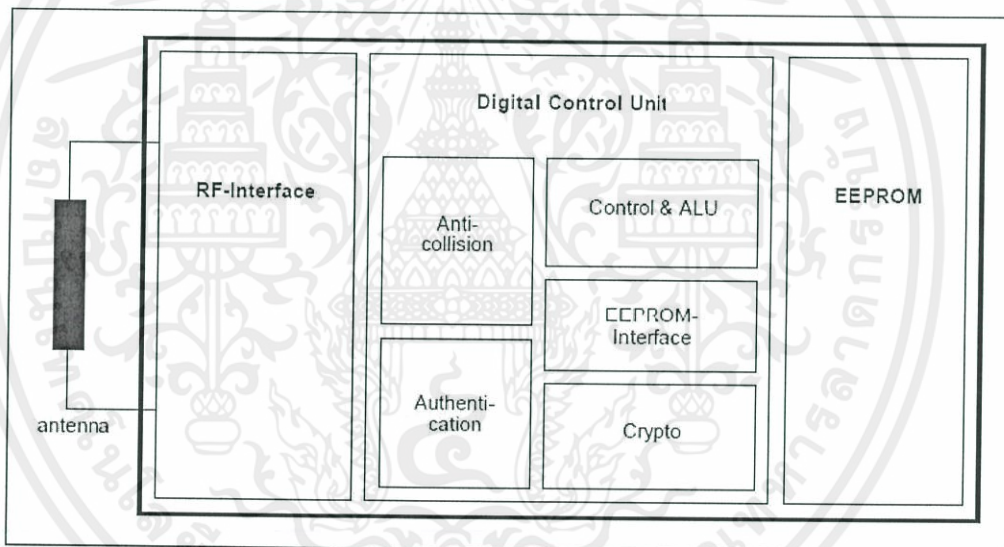 Digital Control Unit
RF-Interface
Anti-
collision
Control & ALU
EEPROM
EEPROM-
Interface
Authenti-
cation
Crypto
antenna